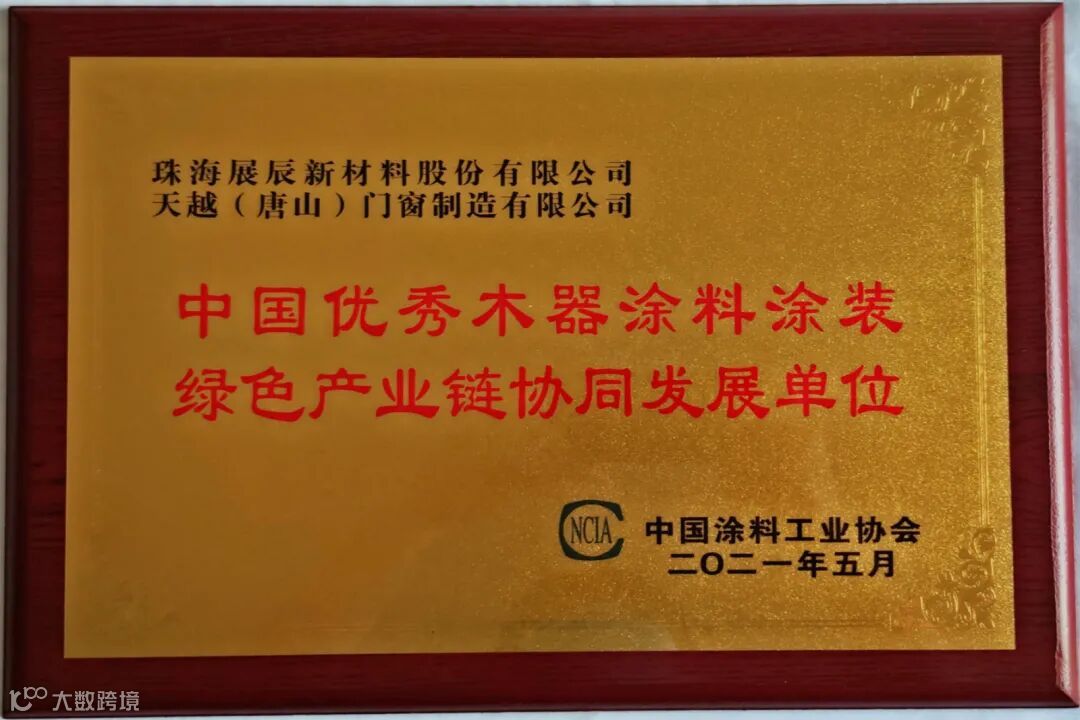 珠海展辰新材料股份有限公司
天越（唐山）门窗制造有限公司
中国优秀木器涂料涂装
绿色产业链协同发展单位
NCIA 中国涂料工业协会
二〇二一年五月
大数跨境